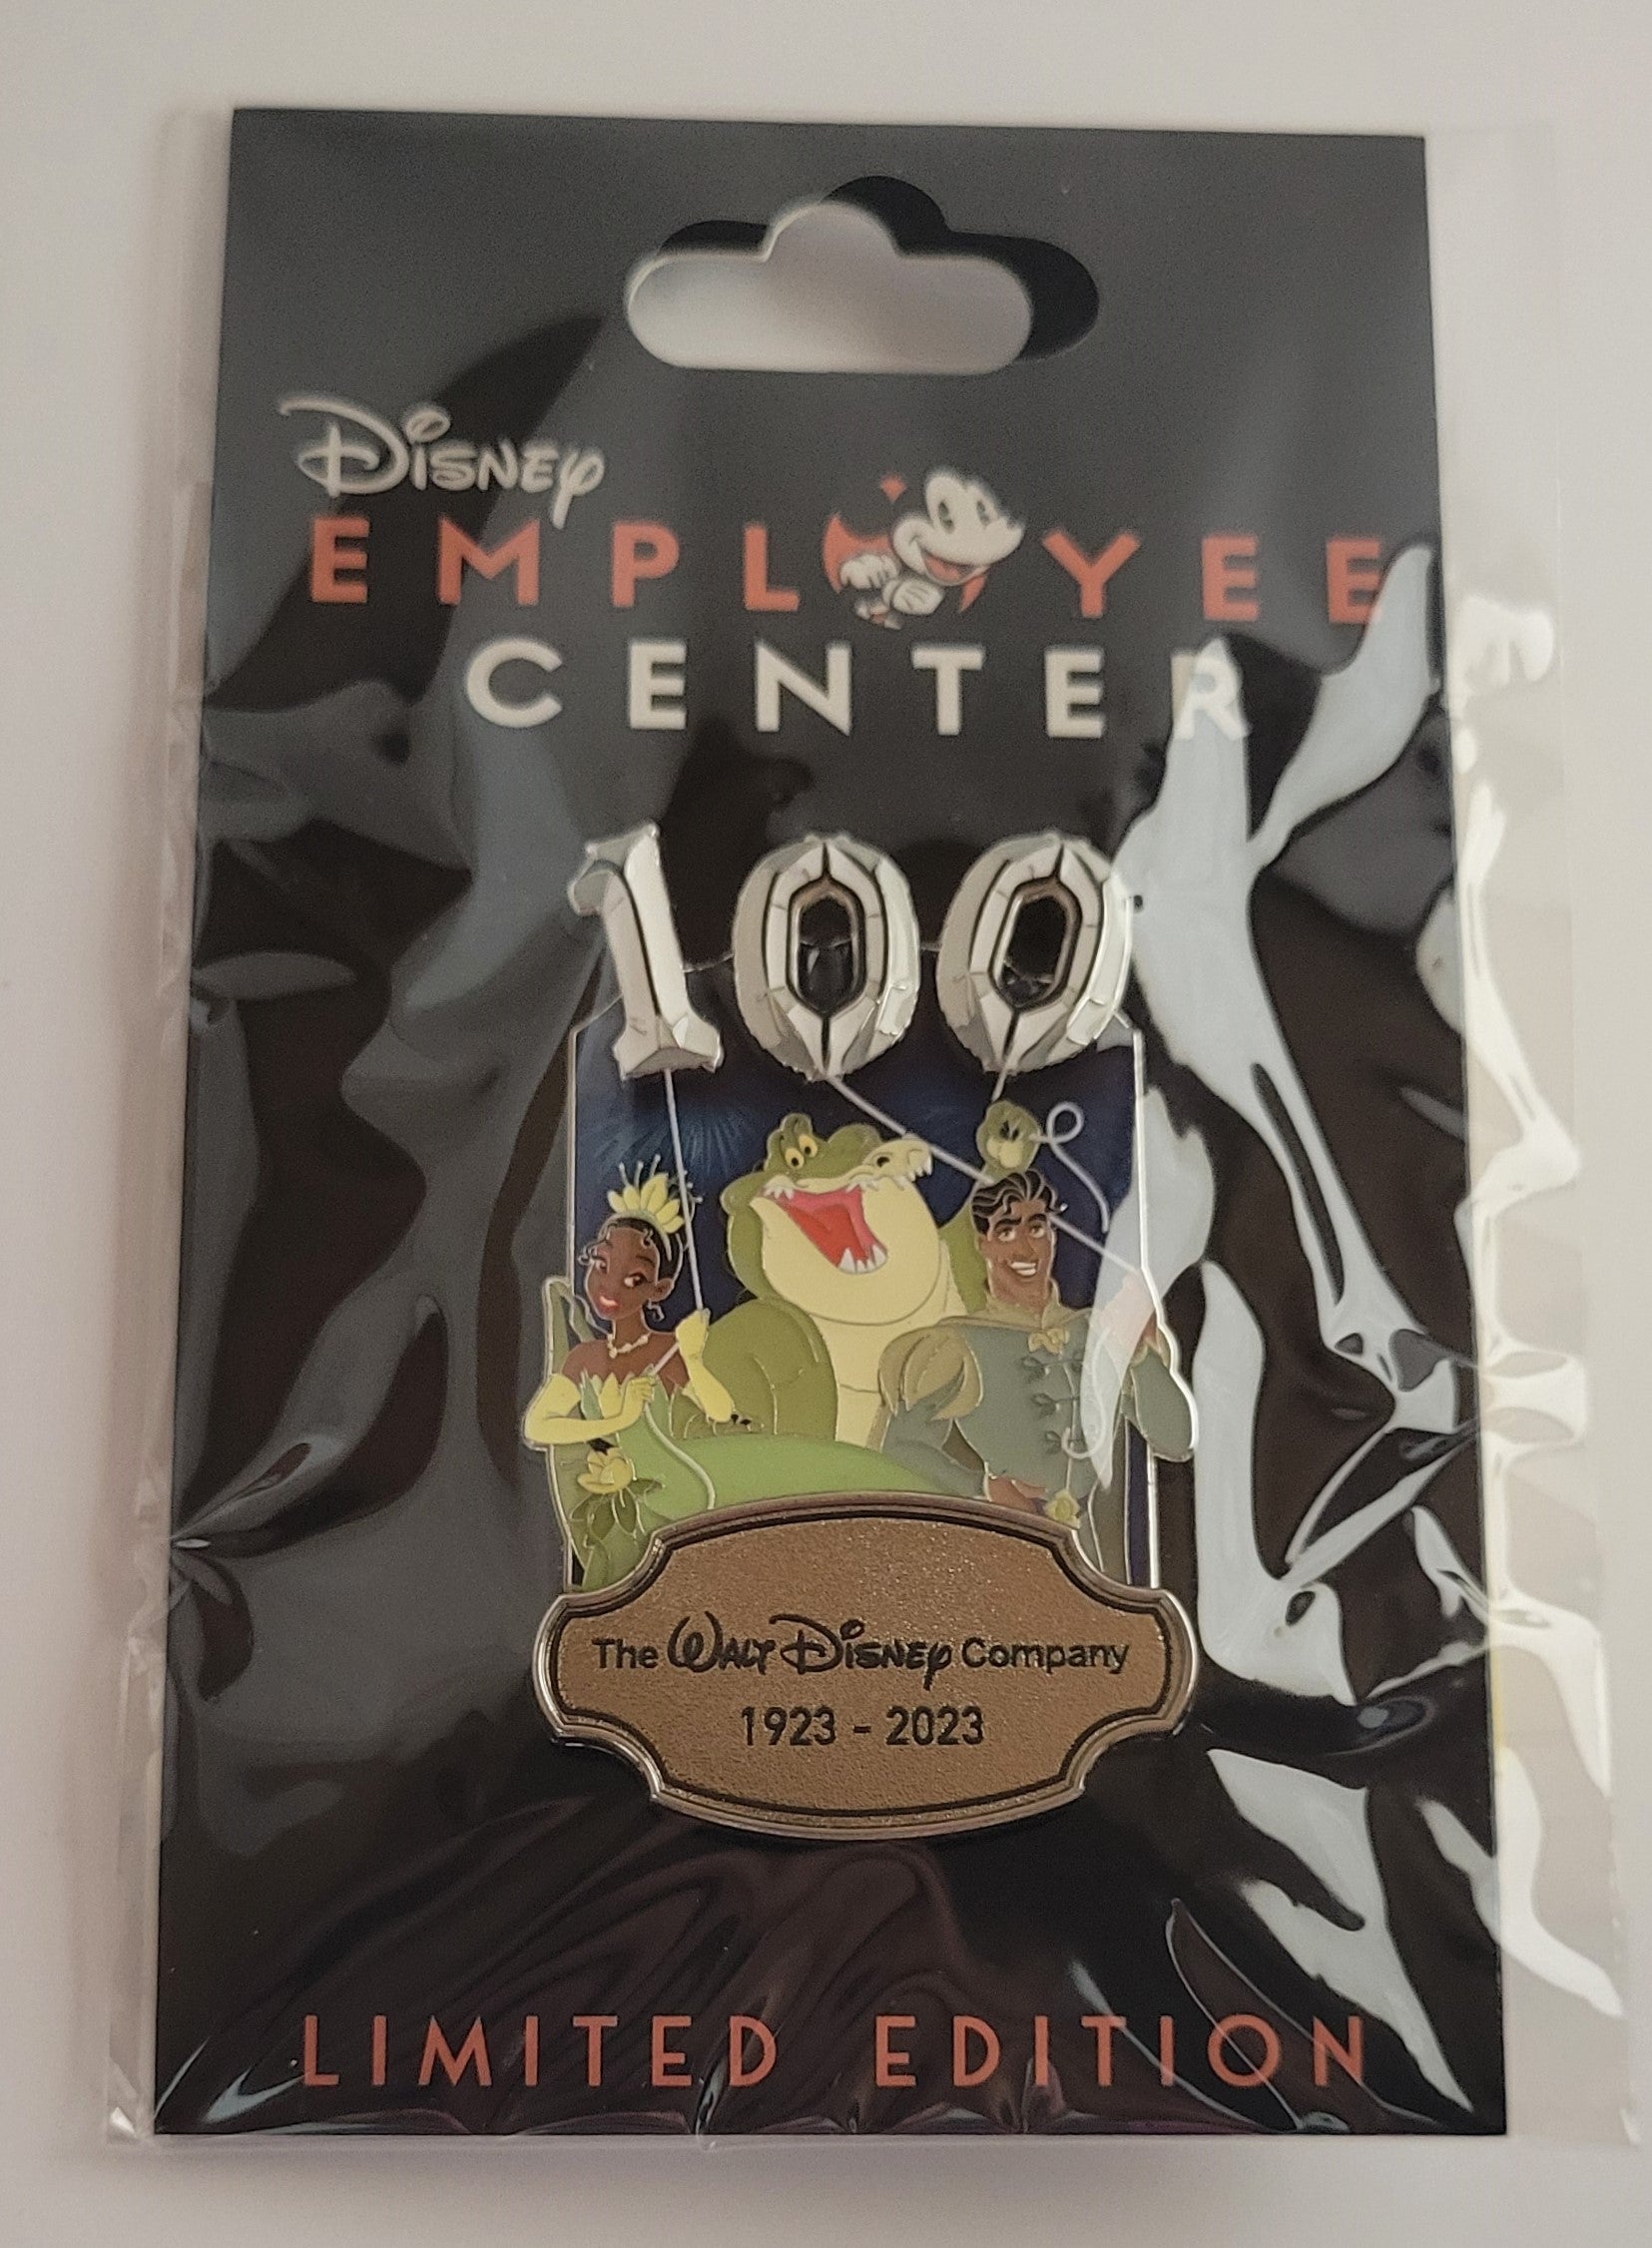 Disney
EMPLOYEE
CENTER
100
The Walt Disney Company
1923 - 2023
LIMITED EDITION